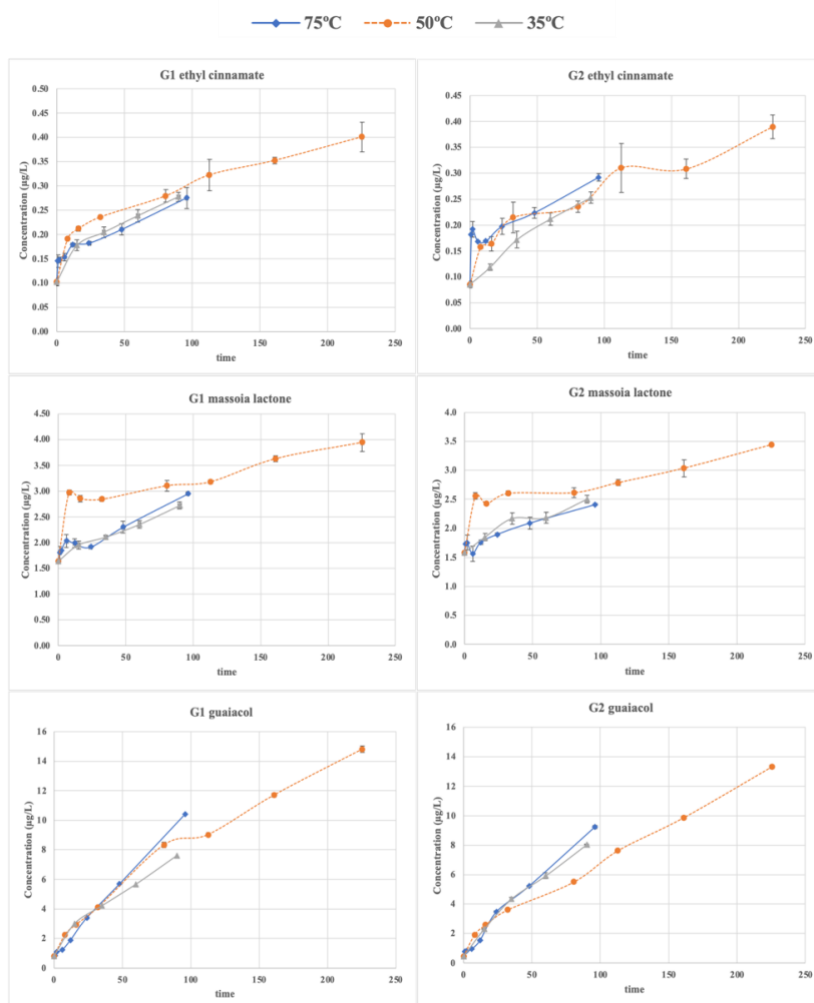 75ºC 50ºC 35ºC
G1 ethyl cinnamate
Concentration (µg/L)
0.50
0.45
0.40
0.35
0.30
0.25
0.20
0.15
0.10
0.05
0.00
0 50 100 150 200 250
time
G2 ethyl cinnamate
Concentration (µg/L)
0.45
0.40
0.35
0.30
0.25
0.20
0.15
0.10
0.05
0.00
0 50 100 150 200 250
time
G1 massoia lactone
Concentration (µg/L)
4.50
4.00
3.50
3.00
2.50
2.00
1.50
1.00
0.50
0.00
0 50 100 150 200 250
time
G2 massoia lactone
Concentration (µg/L)
4.0
3.5
3.0
2.5
2.0
1.5
1.0
0.5
0.0
0 50 100 150 200 250
time
G1 guaiacol
Concentration (µg/L)
16
14
12
10
8
6
4
2
0
0 50 100 150 200 250
time
G2 guaiacol
Concentration (µg/L)
16
14
12
10
8
6
4
2
0
0 50 100 150 200 250
time